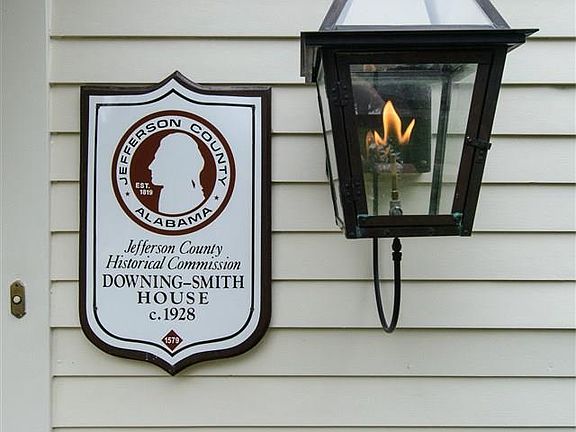 JEFFERSON COUNTY
EST.
1819
ALABAMA
Jefferson County
Historical Commission
DOWNING–SMITH
HOUSE
c.1928
1579